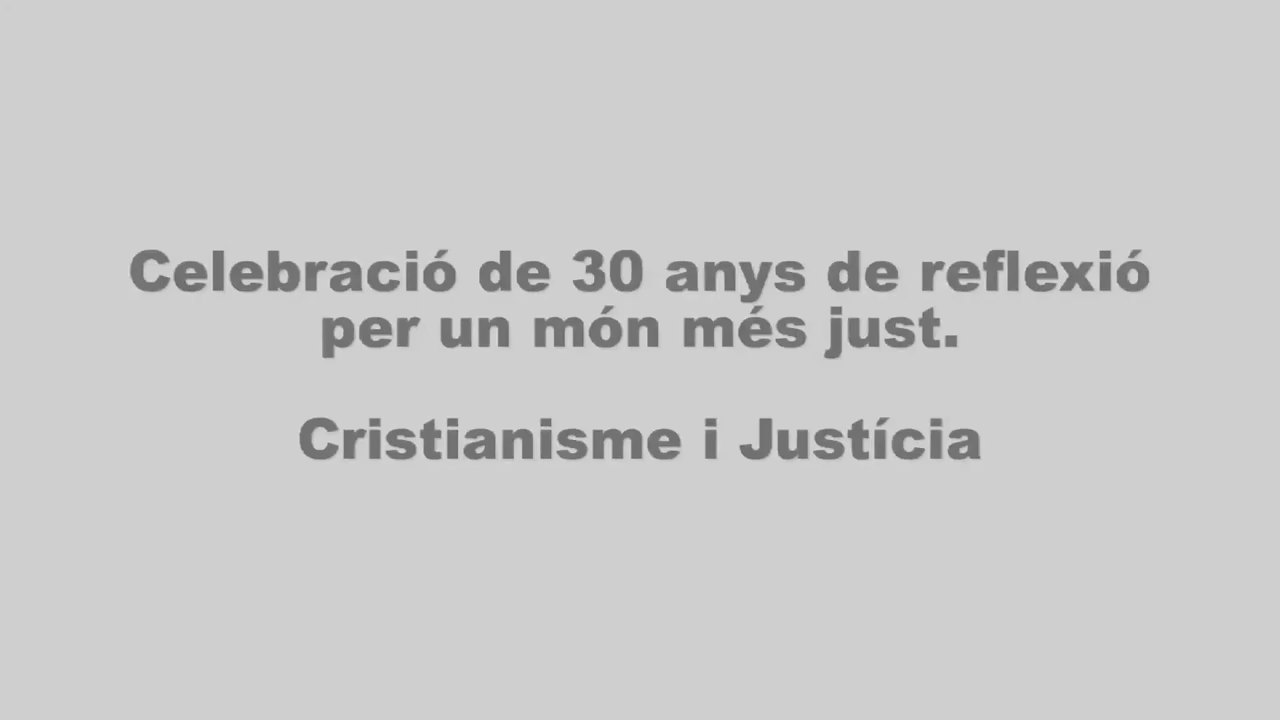 Celebració de 30 anys de reflexió
per un món més just.
Cristianisme i Justícia